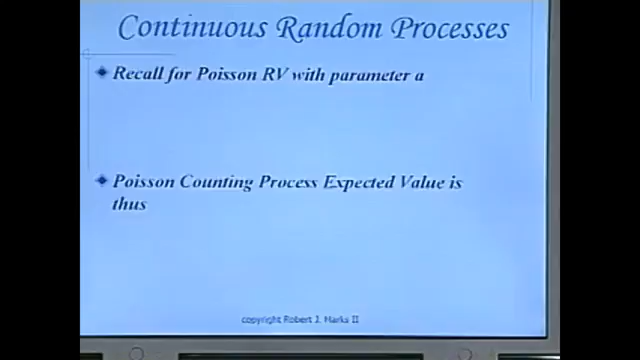 Continuous Random Processes
Recall for Poisson RV with parameter a
Poisson Counting Process Expected Value is
thus
copyright Robert J. Marks II